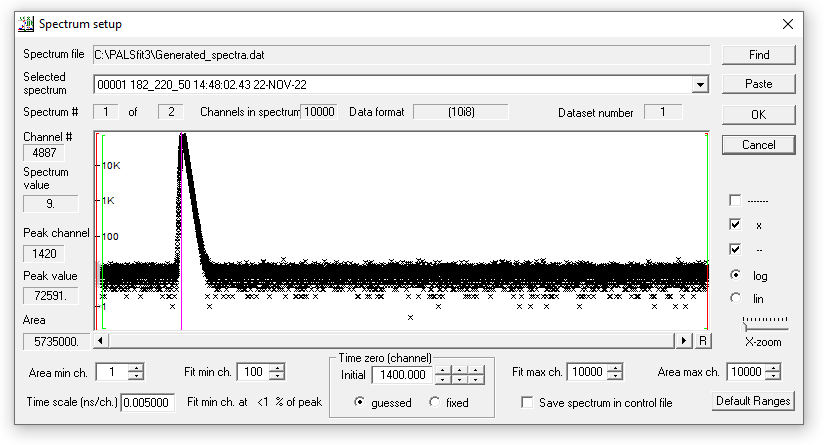 Spectrum setup
Spectrum file C:\PALSfit3\Generated_spectra.dat Find
Selected spectrum 00001 182_220_50 14:48:02.43 22-NOV-22 Paste
Spectrum # 1 of 2 Channels in spectrum 10000 Data format (10i8) Dataset number 1 OK
Channel # Cancel
4887
Spectrum value
9.
Peak channel
1420
Peak value
72591.
Area
5735000.
10K
1K
100
1
-------
x
--
log
lin
X-zoom
R
Area min ch. 1 Fit min ch. 100 Time zero (channel) Initial 1400.000 Fit max ch. 10000 Area max ch. 10000
Time scale (ns/ch.) 0.005000 Fit min ch. at <1 % of peak guessed fixed Save spectrum in control file Default Ranges